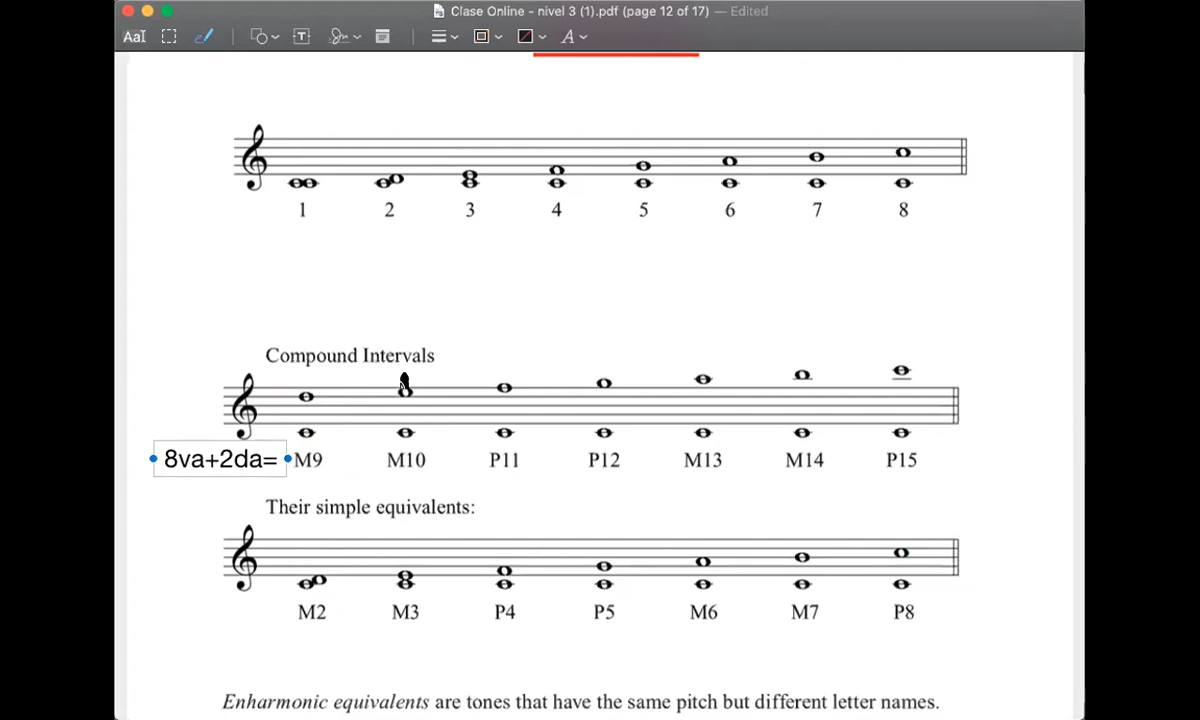 Clase Online - nivel 3 (1).pdf (page 12 of 17) — Edited
AaI T A
1 2 3 4 5 6 7 8
Compound Intervals
8va+2da= M9 M10 P11 P12 M13 M14 P15
Their simple equivalents:
M2 M3 P4 P5 M6 M7 P8
Enharmonic equivalents are tones that have the same pitch but different letter names.